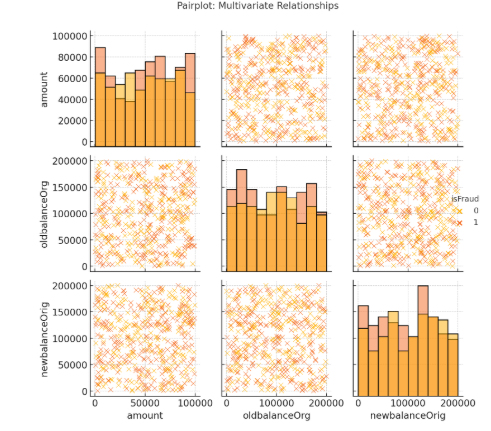 Pairplot: Multivariate Relationships
100000
80000
60000
40000
20000
0
amount
200000
150000
100000
50000
0
oldbalanceOrg
isFraud
0
1
200000
150000
100000
50000
0
newbalanceOrig
0 50000 100000
0 100000 200000
0 100000 200000
amount
oldbalanceOrg
newbalanceOrig